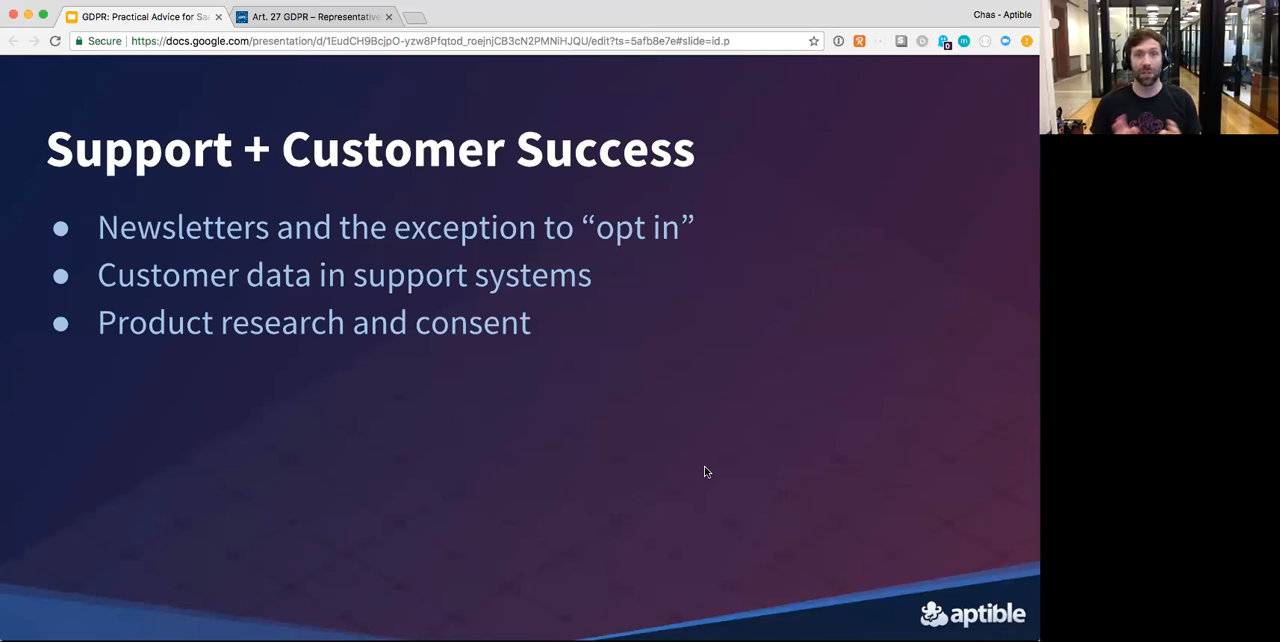 GDPR: Practical Advice for Sa
Art. 27 GDPR – Representative
Chas - Aptible
Secure
https://docs.google.com/presentation/d/1EudCH9BcjpO-yzw8Pfqtod_roejnjCB3cN2PMNiHJQU/edit?ts=5afb8e7e#slide=id.p
Support + Customer Success
● Newsletters and the exception to “opt in”
● Customer data in support systems
● Product research and consent
aptible